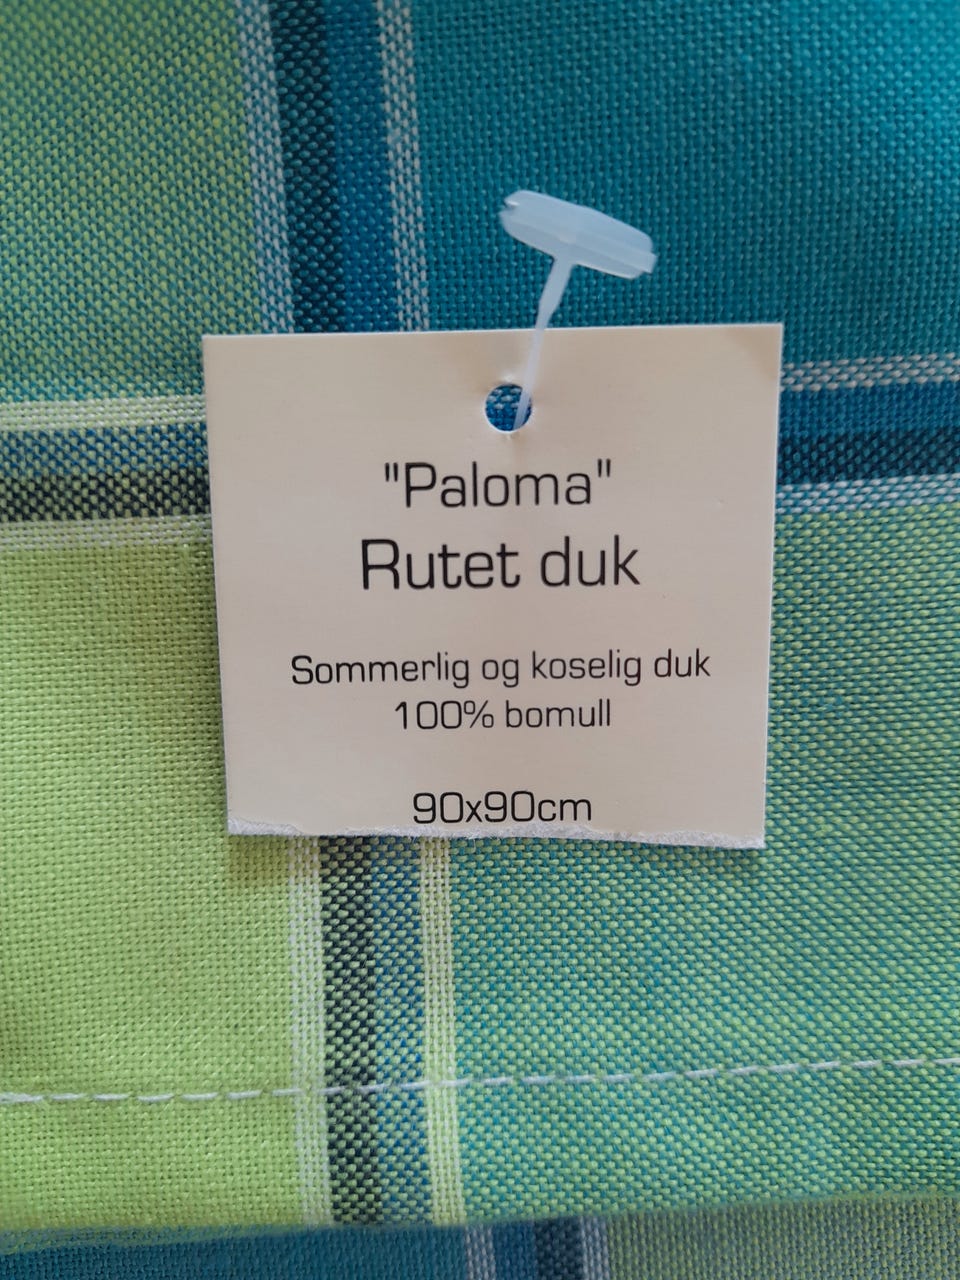 "Paloma"
Rutet duk
Sommerlig og koselig duk
100% bomull
90x90cm